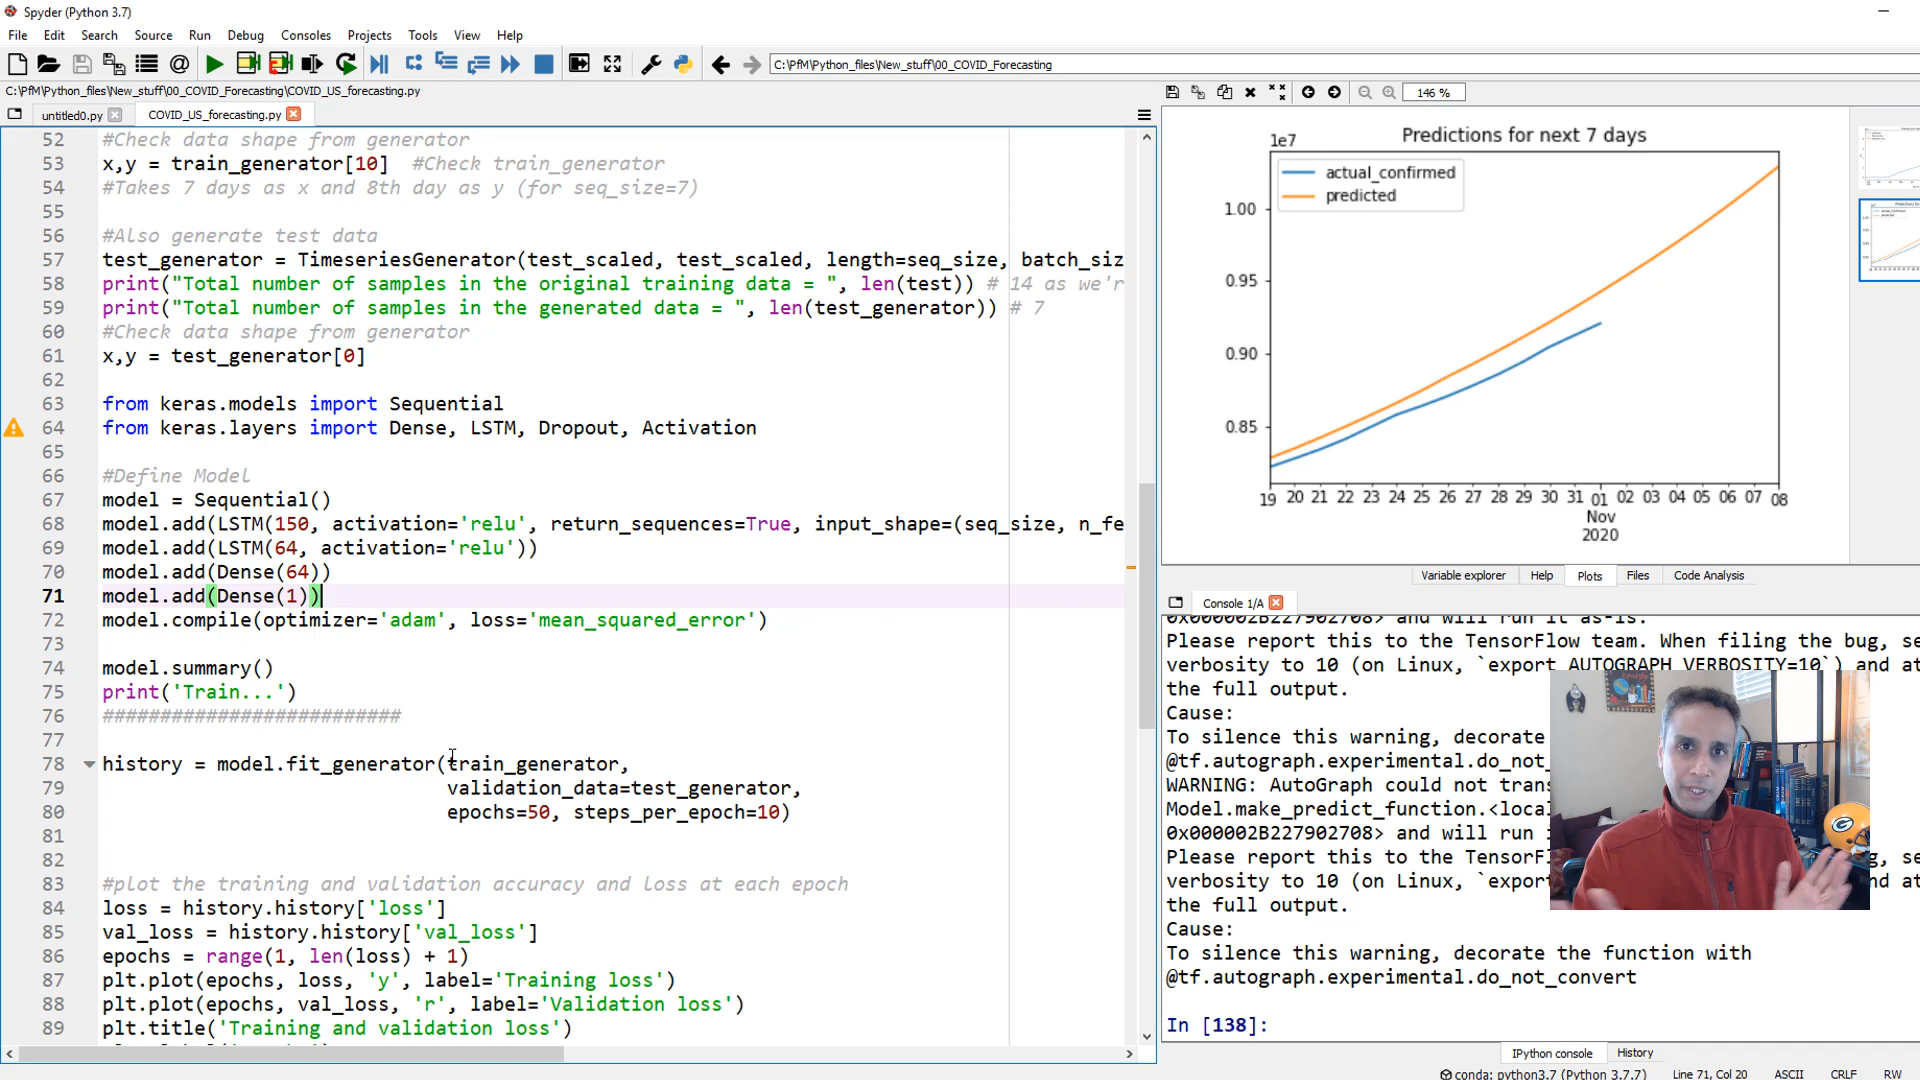 Spyder (Python 3.7)
File Edit Search Source Run Debug Consoles Projects Tools View Help
C:\PfM\Python_files\New_stuff\00_COVID_Forecasting
C:\PfM\Python_files\New_stuff\00_COVID_Forecasting\COVID_US_forecasting.py
untitled0.py COVID_US_forecasting.py
52 #Check data shape from generator
53 x,y = train_generator[10] #Check train_generator
54 #Takes 7 days as x and 8th day as y (for seq_size=7)
55
56 #Also generate test data
57 test_generator = TimeseriesGenerator(test_scaled, test_scaled, length=seq_size, batch_siz
58 print("Total number of samples in the original training data = ", len(test)) # 14 as we'r
59 print("Total number of samples in the generated data = ", len(test_generator)) # 7
60 #Check data shape from generator
61 x,y = test_generator[0]
62
63 from keras.models import Sequential
64 from keras.layers import Dense, LSTM, Dropout, Activation
65
66 #Define Model
67 model = Sequential()
68 model.add(LSTM(150, activation='relu', return_sequences=True, input_shape=(seq_size, n_fe
69 model.add(LSTM(64, activation='relu'))
70 model.add(Dense(64))
71 model.add(Dense(1))
72 model.compile(optimizer='adam', loss='mean_squared_error')
73
74 model.summary()
75 print('Train...')
76 ##########################
77
78 history = model.fit_generator(train_generator,
79 validation_data=test_generator,
80 epochs=50, steps_per_epoch=10)
81
82
83 #plot the training and validation accuracy and loss at each epoch
84 loss = history.history['loss']
85 val_loss = history.history['val_loss']
86 epochs = range(1, len(loss) + 1)
87 plt.plot(epochs, loss, 'y', label='Training loss')
88 plt.plot(epochs, val_loss, 'r', label='Validation loss')
89 plt.title('Training and validation loss')
146 %
1e7 Predictions for next 7 days
actual_confirmed
predicted
1.00
0.95
0.90
0.85
19 20 21 22 23 24 25 26 27 28 29 30 31 01 02 03 04 05 06 07 08
Nov
2020
Variable explorer Help Plots Files Code Analysis
Console 1/A
0x000002B227902708> and will run it as-is.
Please report this to the TensorFlow team. When filing the bug, se
verbosity to 10 (on Linux, `export AUTOGRAPH_VERBOSITY=10`) and at
the full output.
Cause:
To silence this warning, decorate
@tf.autograph.experimental.do_not_
WARNING: AutoGraph could not trans
Model.make_predict_function.<local
0x000002B227902708> and will run i
Please report this to the TensorFl se
verbosity to 10 (on Linux, `export nd at
the full output.
Cause:
To silence this warning, decorate the function with
@tf.autograph.experimental.do_not_convert
In [138]:
IPython console History
conda: python3.7 (Python 3.7.7) Line 71, Col 20 ASCII CRLF RW